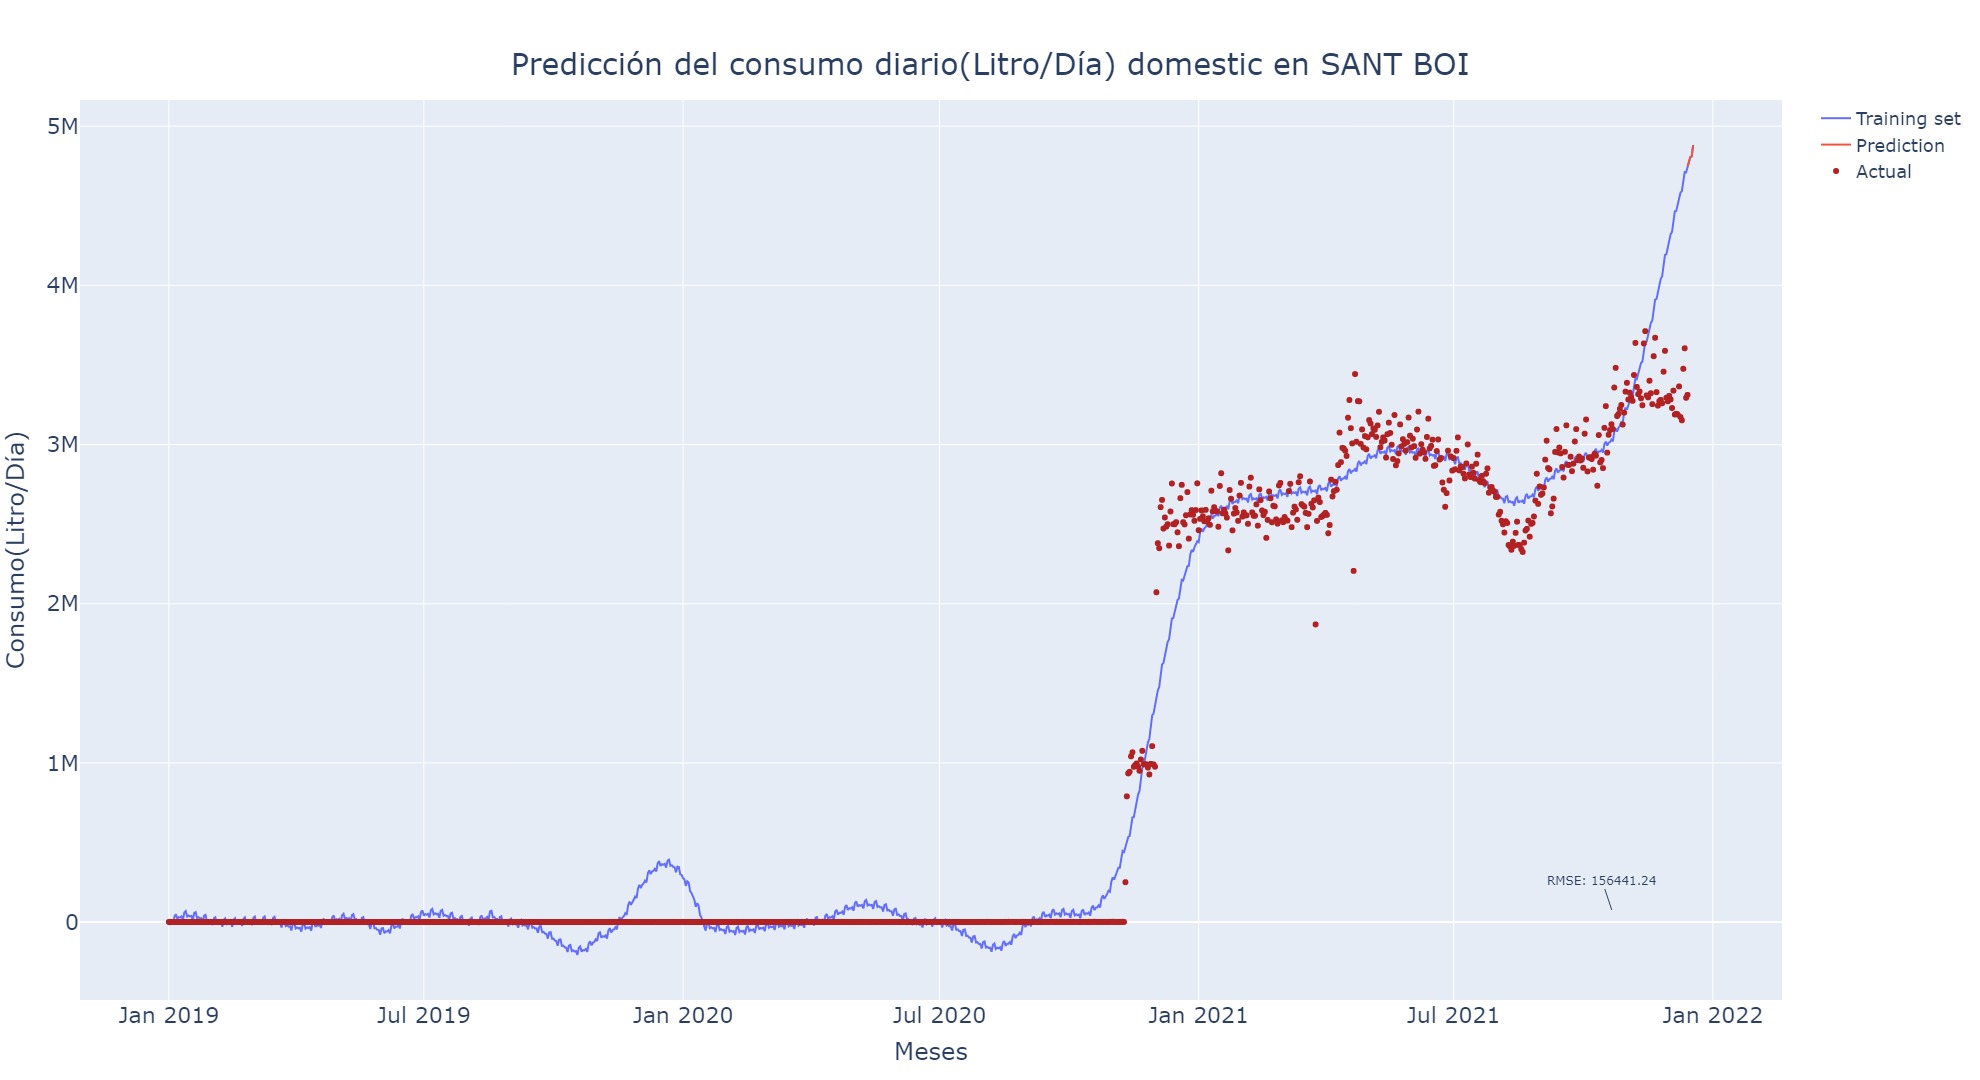 Predicción del consumo diario(Litro/Día) domestic en SANT BOI
Training set
Prediction
Actual
5M
4M
3M
2M
1M
0
Consumo(Litro/Día)
RMSE: 156441.24
Jan 2019
Jul 2019
Jan 2020
Jul 2020
Jan 2021
Jul 2021
Jan 2022
Meses